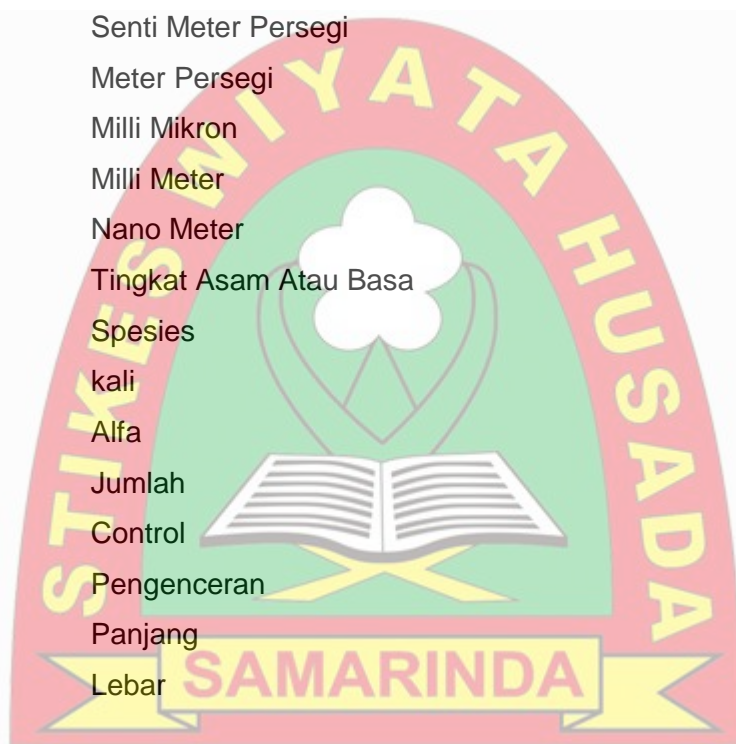 Senti Meter Persegi
Meter Persegi
Milli Mikron
Milli Meter
Nano Meter
Tingkat Asam Atau Basa
Spesies
kali
Alfa
Jumlah
Control
Pengenceran
Panjang
Lebar
STIKES WIYATA HUSADA
SAMARINDA